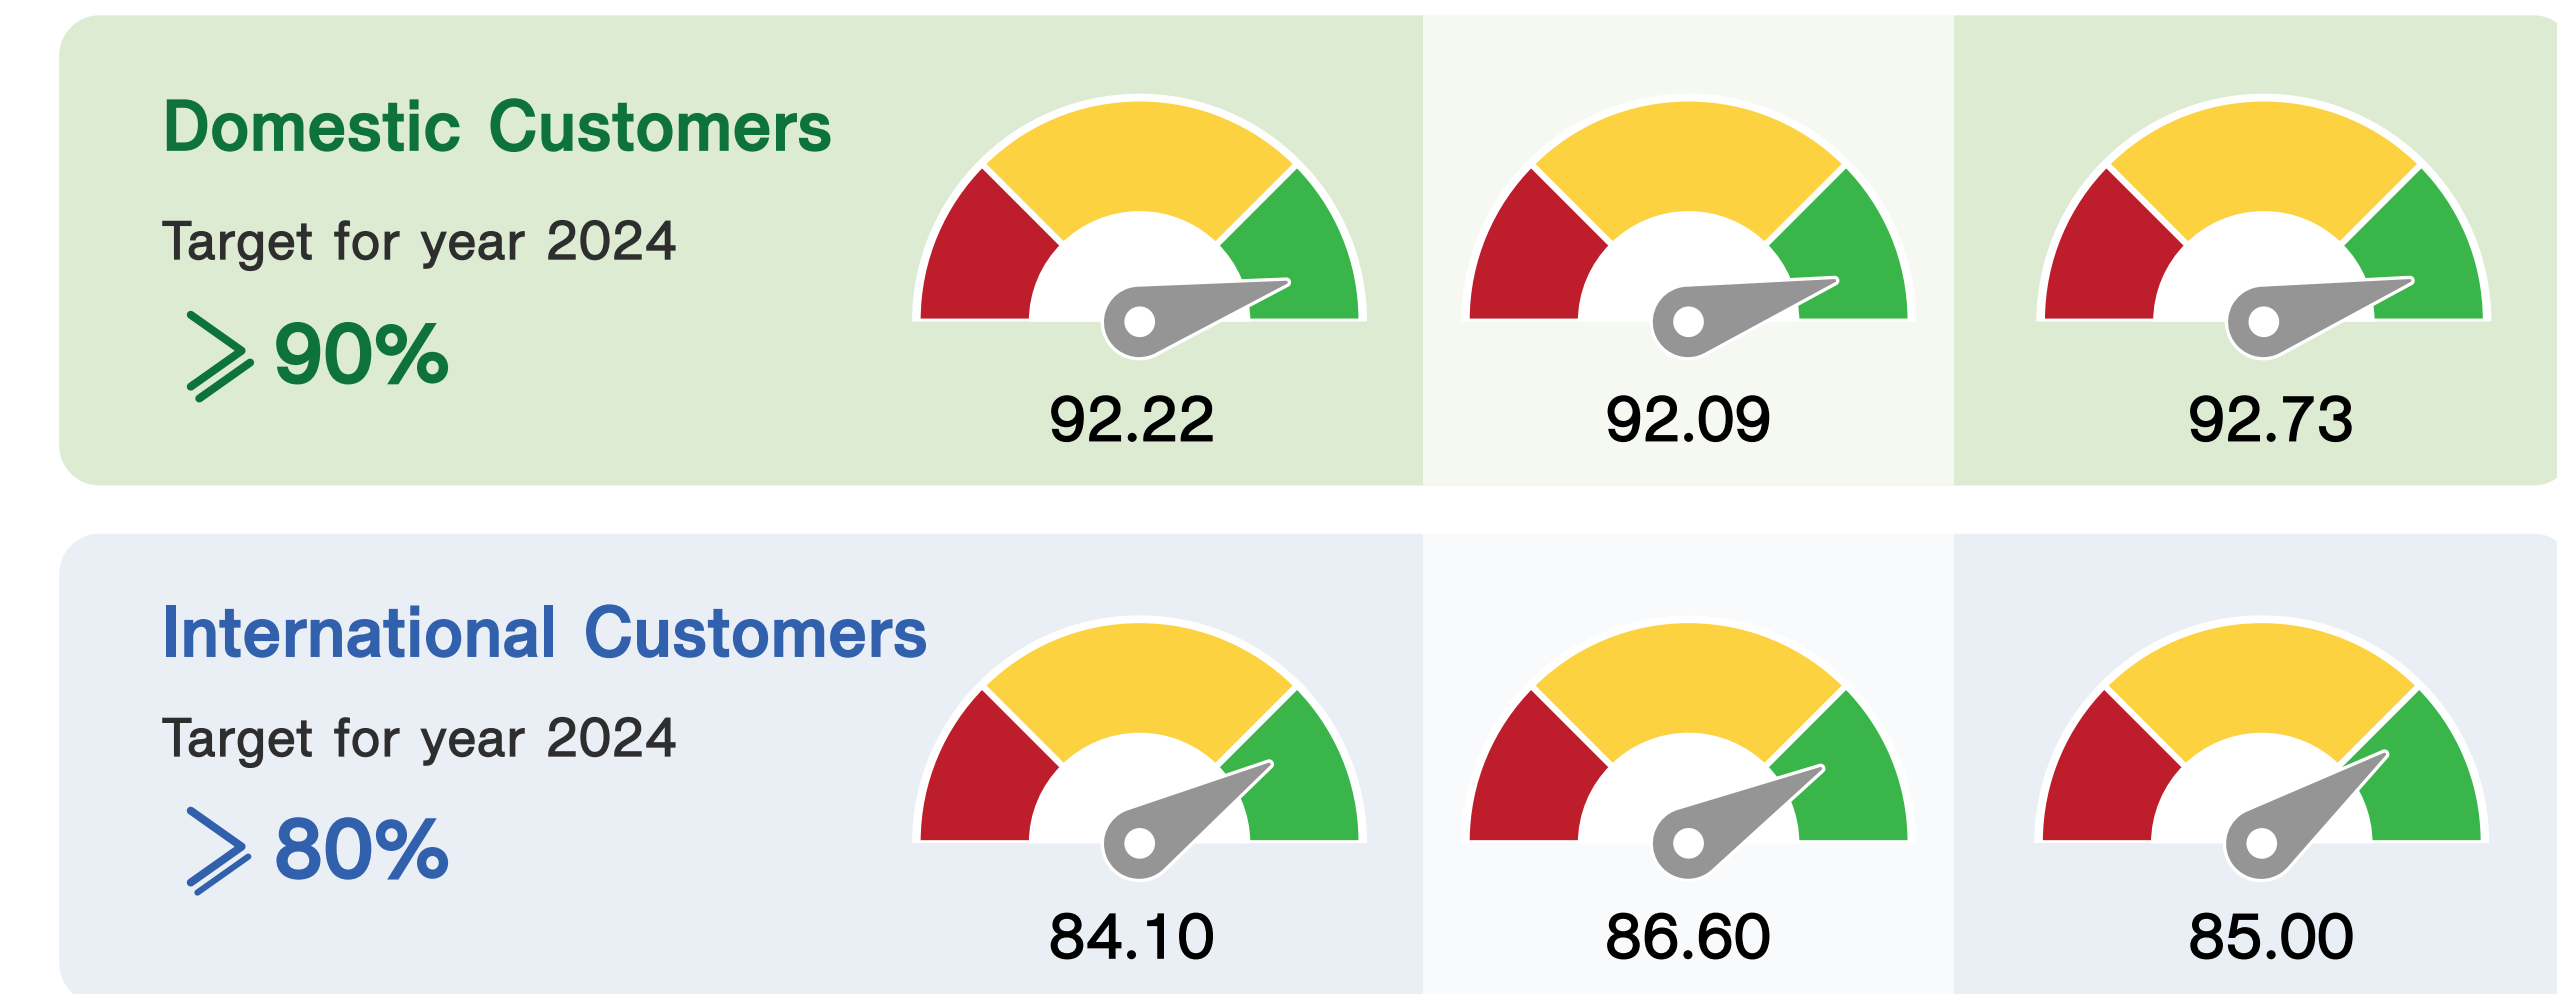 Domestic Customers
Target for year 2024
⩾ 90%
92.22 92.09 92.73
International Customers
Target for year 2024
⩾ 80%
84.10 86.60 85.00